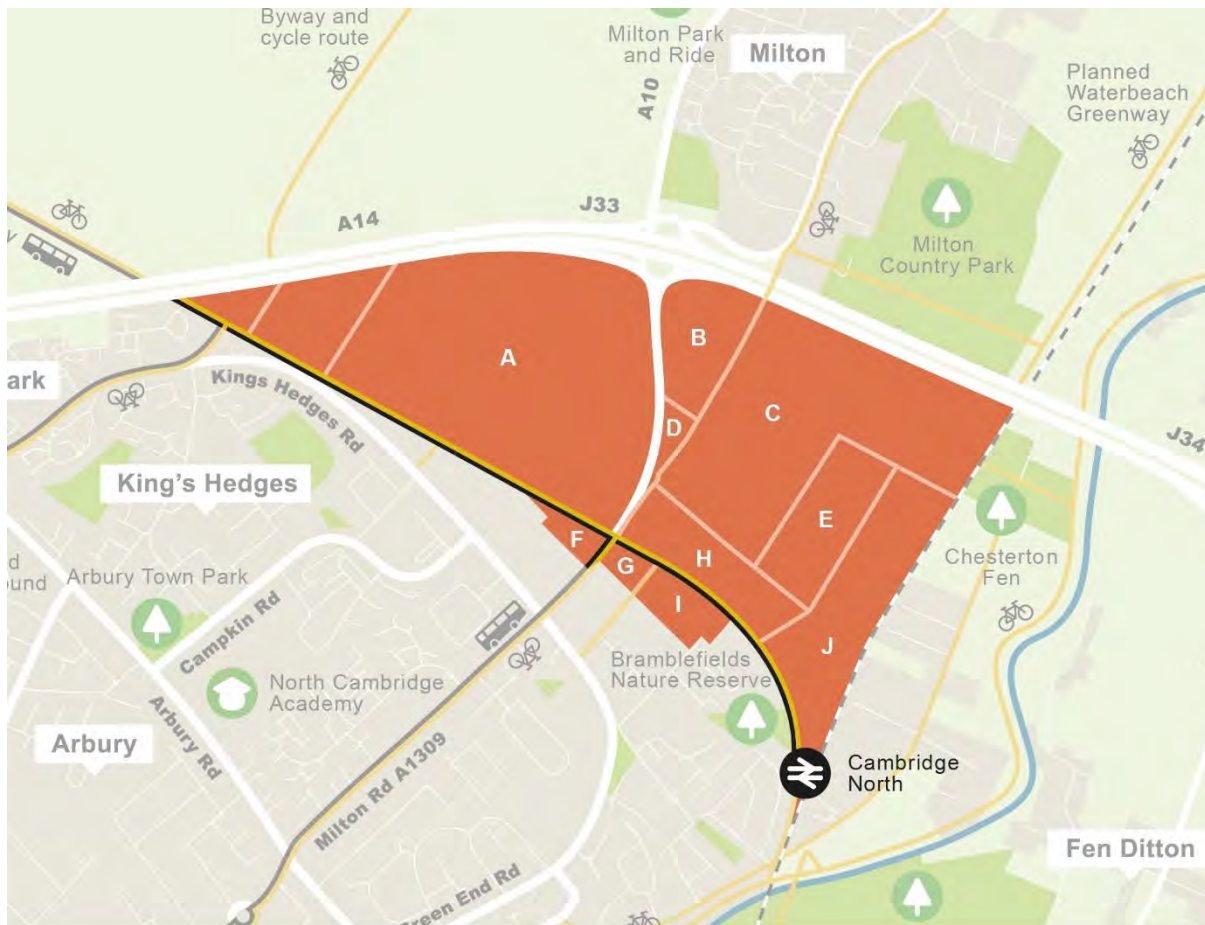 Byway and
cycle route
Milton Park
and Ride
Milton
A10
Planned
Waterbeach
Greenway
J33
A14
Milton
Country Park
B
A
ark
Kings Hedges Rd
C
D
J34
King's Hedges
E
Chesterton
Fen
F
G
H
I
J
Arbury Town Park
Campkin Rd
North Cambridge
Academy
Bramblefields
Nature Reserve
Arbury
Arbury Rd
Milton Rd A1309
Cambridge
North
Fen Ditton
Green End Rd